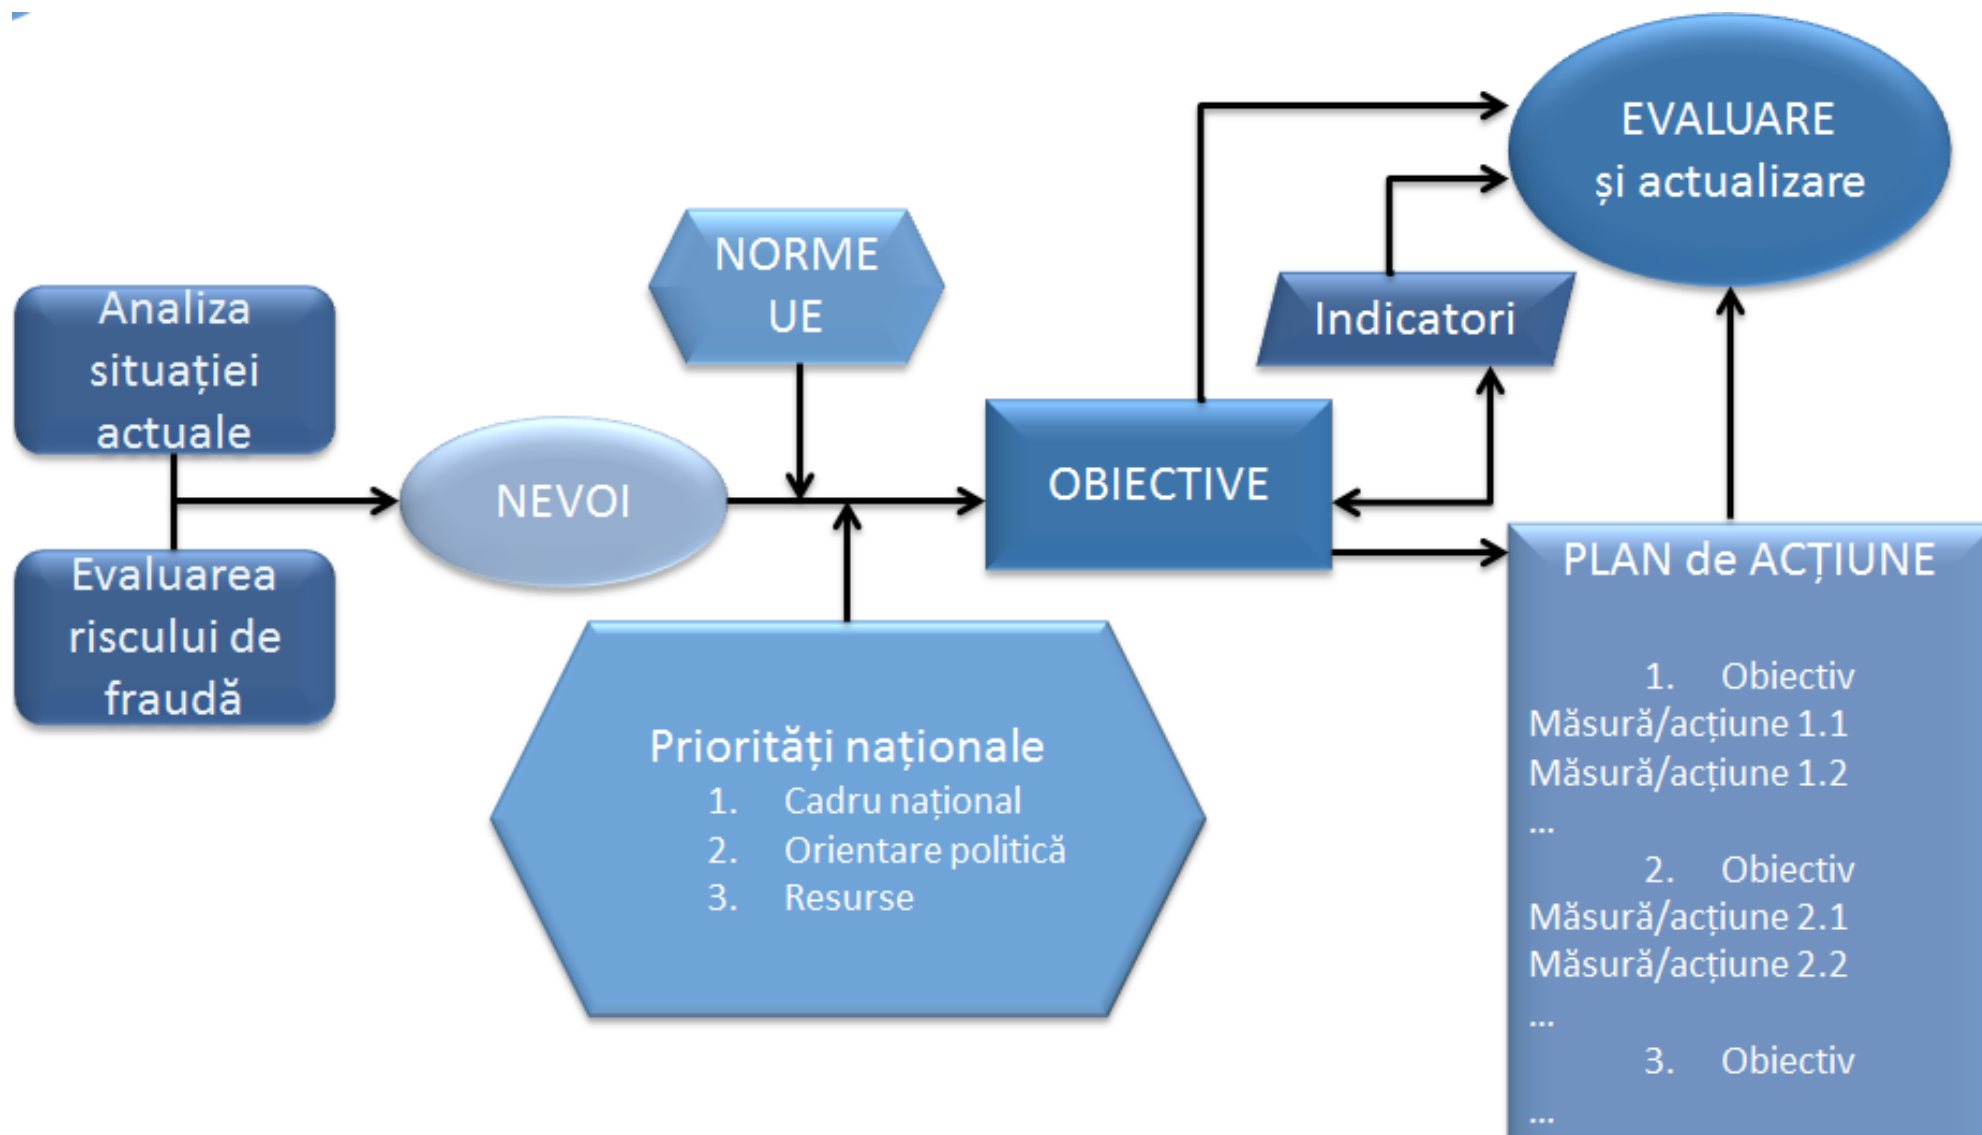 Analiza
situației
actuale
Evaluarea
riscului de
fraudă
NEVOI
NORME
UE
Priorități naționale
1. Cadru național
2. Orientare politică
3. Resurse
OBIECTIVE
Indicatori
EVALUARE
și actualizare
PLAN de ACȚIUNE
1. Obiectiv
Măsură/acțiune 1.1
Măsură/acțiune 1.2
...
2. Obiectiv
Măsură/acțiune 2.1
Măsură/acțiune 2.2
...
3. Obiectiv
...